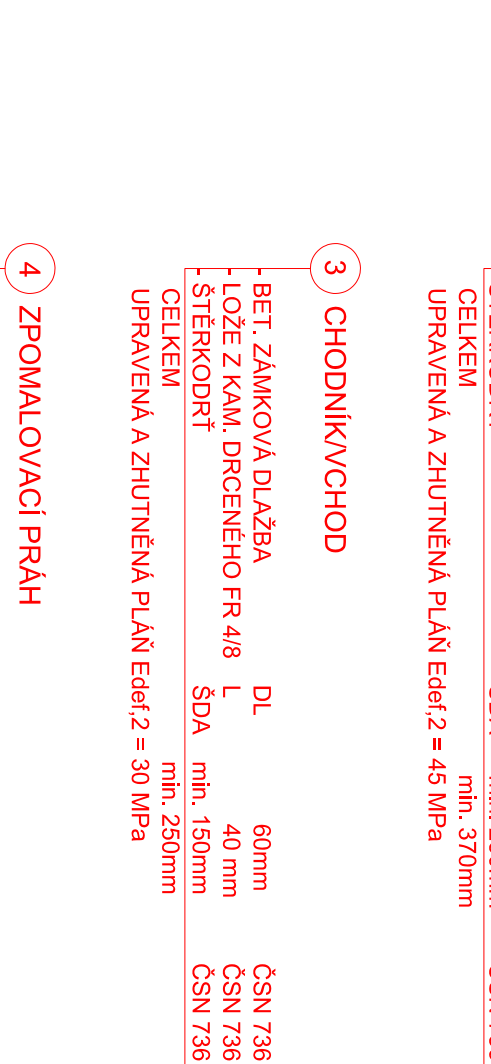 CELKEM min. 370mm
UPRAVENÁ A ZHUTNĚNÁ PLÁŇ Edef,2 = 45 MPa
3 CHODNÍK/VCHOD
BET. ZÁMKOVÁ DLAŽBA DL 60mm ČSN 736
LOŽE Z KAM. DRCENÉHO FR 4/8 L 40 mm ČSN 736
ŠTĚRKODRŤ ŠDA min. 150mm ČSN 736
CELKEM min. 250mm
UPRAVENÁ A ZHUTNĚNÁ PLÁŇ Edef,2 = 30 MPa
4 ZPOMALOVACÍ PRÁH